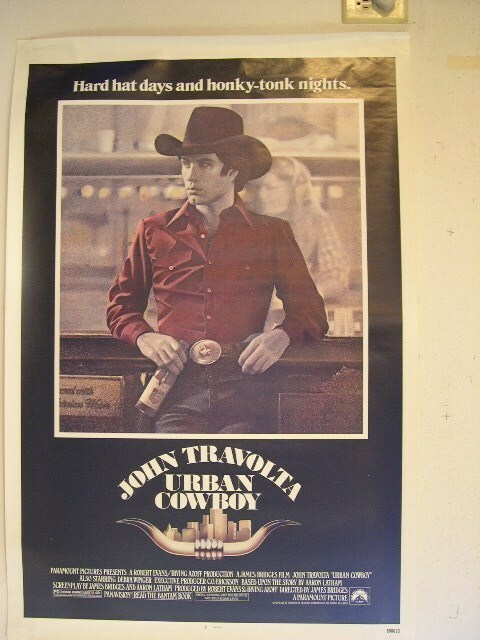 Hard hat days and honky-tonk nights.
JOHN TRAVOLTA
URBAN
COWBOY
PARAMOUNT PICTURES PRESENTS A ROBERT EVANS/IRVING AZOFF PRODUCTION A JAMES BRIDGES FILM JOHN TRAVOLTA "URBAN COWBOY"
ALSO STARRING DEBRA WINGER EXECUTIVE PRODUCER C.O. ERICKSON BASED UPON THE STORY BY AARON LATHAM
SCREENPLAY BY JAMES BRIDGES AND AARON LATHAM PRODUCED BY ROBERT EVANS & IRVING AZOFF DIRECTED BY JAMES BRIDGES
PANAVISION READ THE BANTAM BOOK A PARAMOUNT PICTURE